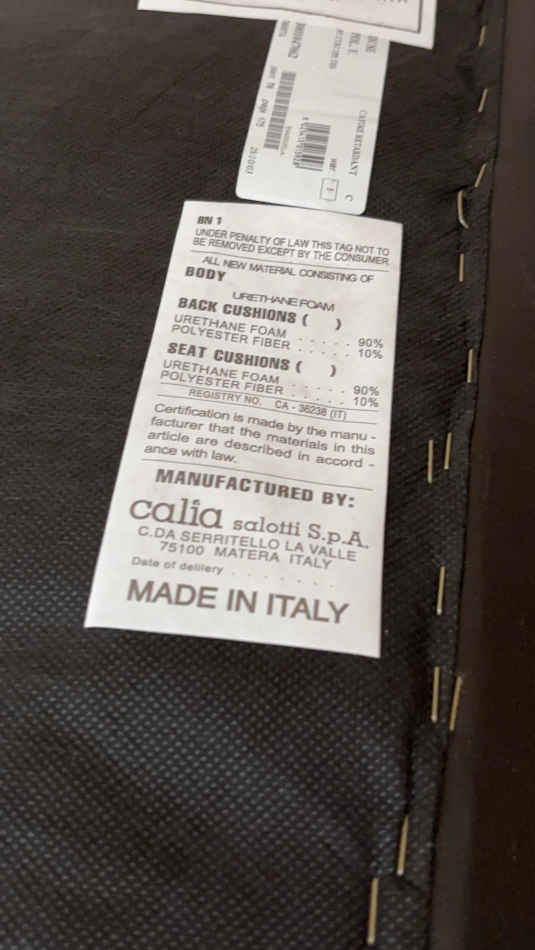 BN 1
UNDER PENALTY OF LAW THIS TAG NOT TO
BE REMOVED EXCEPT BY THE CONSUMER
ALL NEW MATERIAL CONSISTING OF
BODY
URETHANE FOAM
BACK CUSHIONS ( )
URETHANE FOAM . . . . . 90%
POLYESTER FIBER . . . . . 10%
SEAT CUSHIONS ( )
URETHANE FOAM . . . . . 90%
POLYESTER FIBER . . . . . 10%
REGISTRY NO. CA - 36238 (IT)
Certification is made by the manu -
facturer that the materials in this
article are described in accord -
ance with law.
MANUFACTURED BY:
calia salotti S.p.A.
C.DA SERRITELLO LA VALLE
75100 MATERA ITALY
Date of delilery . . . . . . .
MADE IN ITALY